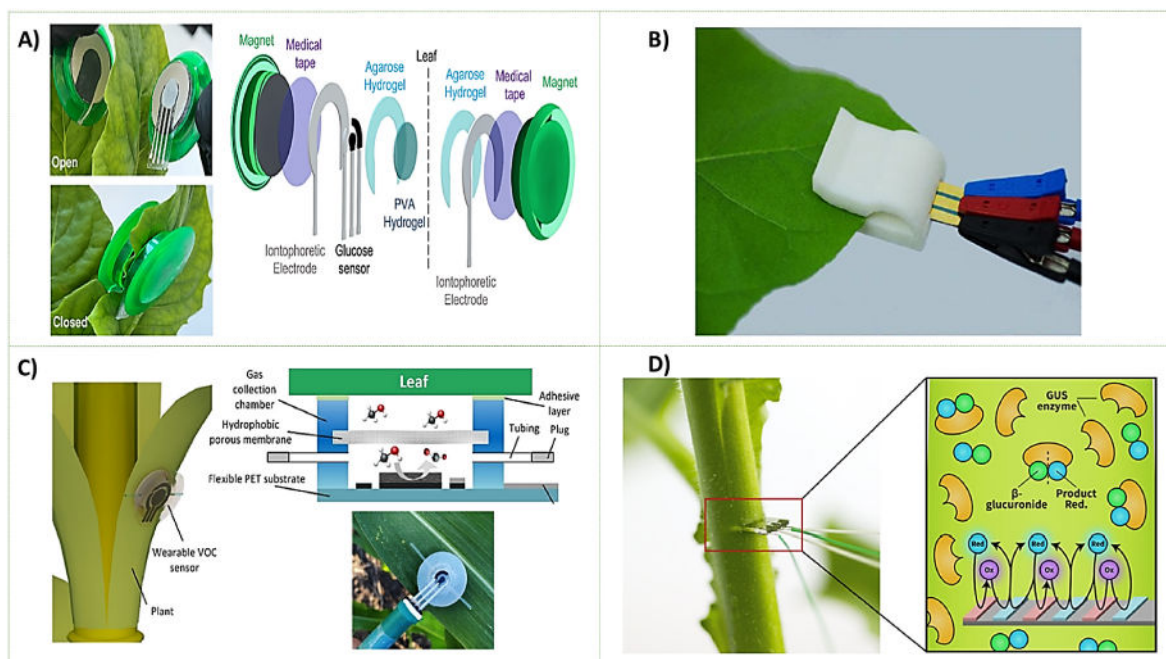 A)
Open
Closed
Magnet
Medical
tape
Agarose
Hydrogel
Leaf
Agarose
Hydrogel
Medical
tape
Magnet
PVA
Hydrogel
Iontophoretic
Electrode
Glucose
sensor
Iontophoretic
Electrode
B)
C)
Wearable VOC
sensor
Plant
Gas
collection
chamber
Leaf
Adhesive
layer
Hydrophobic
porous membrane
Tubing
Plug
Flexible PET substrate
D)
GUS
enzyme
β-
glucuronide
Product
Red.
Red
Red
Red
Ox
Ox
Ox